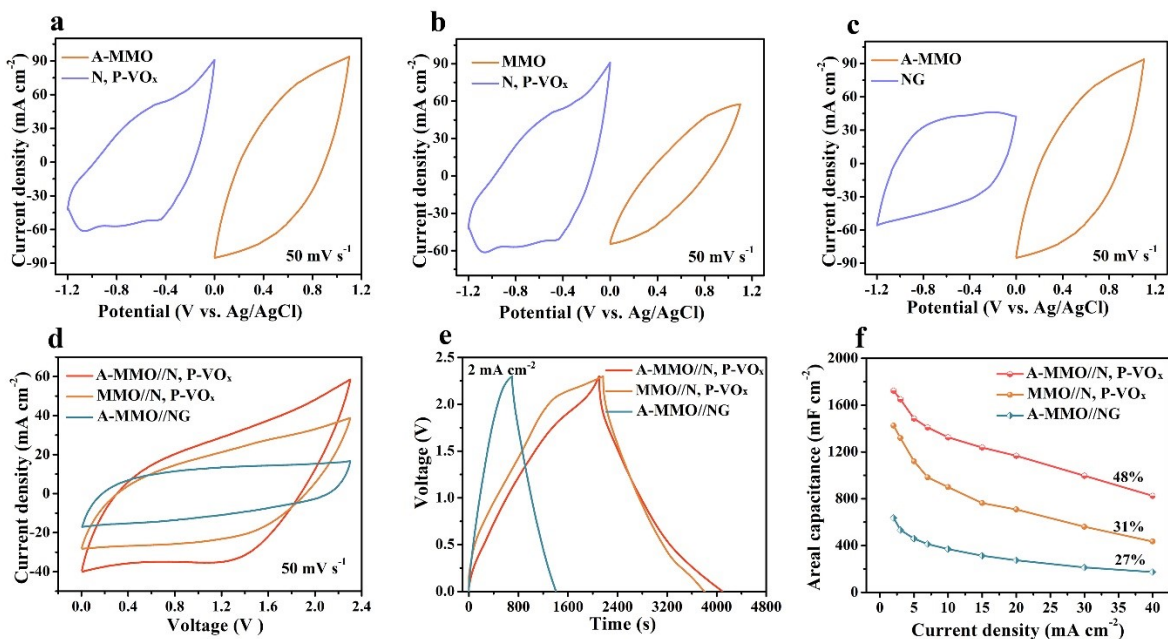 a
A-MMO
N, P-VOₓ
90
60
30
0
-30
-60
-90
Current density (mA cm⁻²)
50 mV s⁻¹
-1.2 -0.8 -0.4 0.0 0.4 0.8 1.2
Potential (V vs. Ag/AgCl)
b
MMO
N, P-VOₓ
90
60
30
0
-30
-60
Current density (mA cm⁻²)
50 mV s⁻¹
-1.2 -0.8 -0.4 0.0 0.4 0.8 1.2
Potential (V vs. Ag/AgCl)
c
A-MMO
NG
90
60
30
0
-30
-60
-90
Current density (mA cm⁻²)
50 mV s⁻¹
-1.2 -0.8 -0.4 0.0 0.4 0.8 1.2
Potential (V vs. Ag/AgCl)
d
A-MMO//N, P-VOₓ
MMO//N, P-VOₓ
A-MMO//NG
60
40
20
0
-20
-40
Current density (mA cm⁻²)
50 mV s⁻¹
0.0 0.4 0.8 1.2 1.6 2.0 2.4
Voltage (V )
e
2 mA cm⁻²
A-MMO//N, P-VOₓ
MMO//N, P-VOₓ
A-MMO//NG
2.5
2.0
1.5
1.0
0.5
0.0
Voltage (V)
0 800 1600 2400 3200 4000 4800
Time (s)
f
A-MMO//N, P-VOₓ
MMO//N, P-VOₓ
A-MMO//NG
2000
1600
1200
800
400
0
Areal capacitance (mF cm⁻²)
48%
31%
27%
0 5 10 15 20 25 30 35 40
Current density (mA cm⁻²)